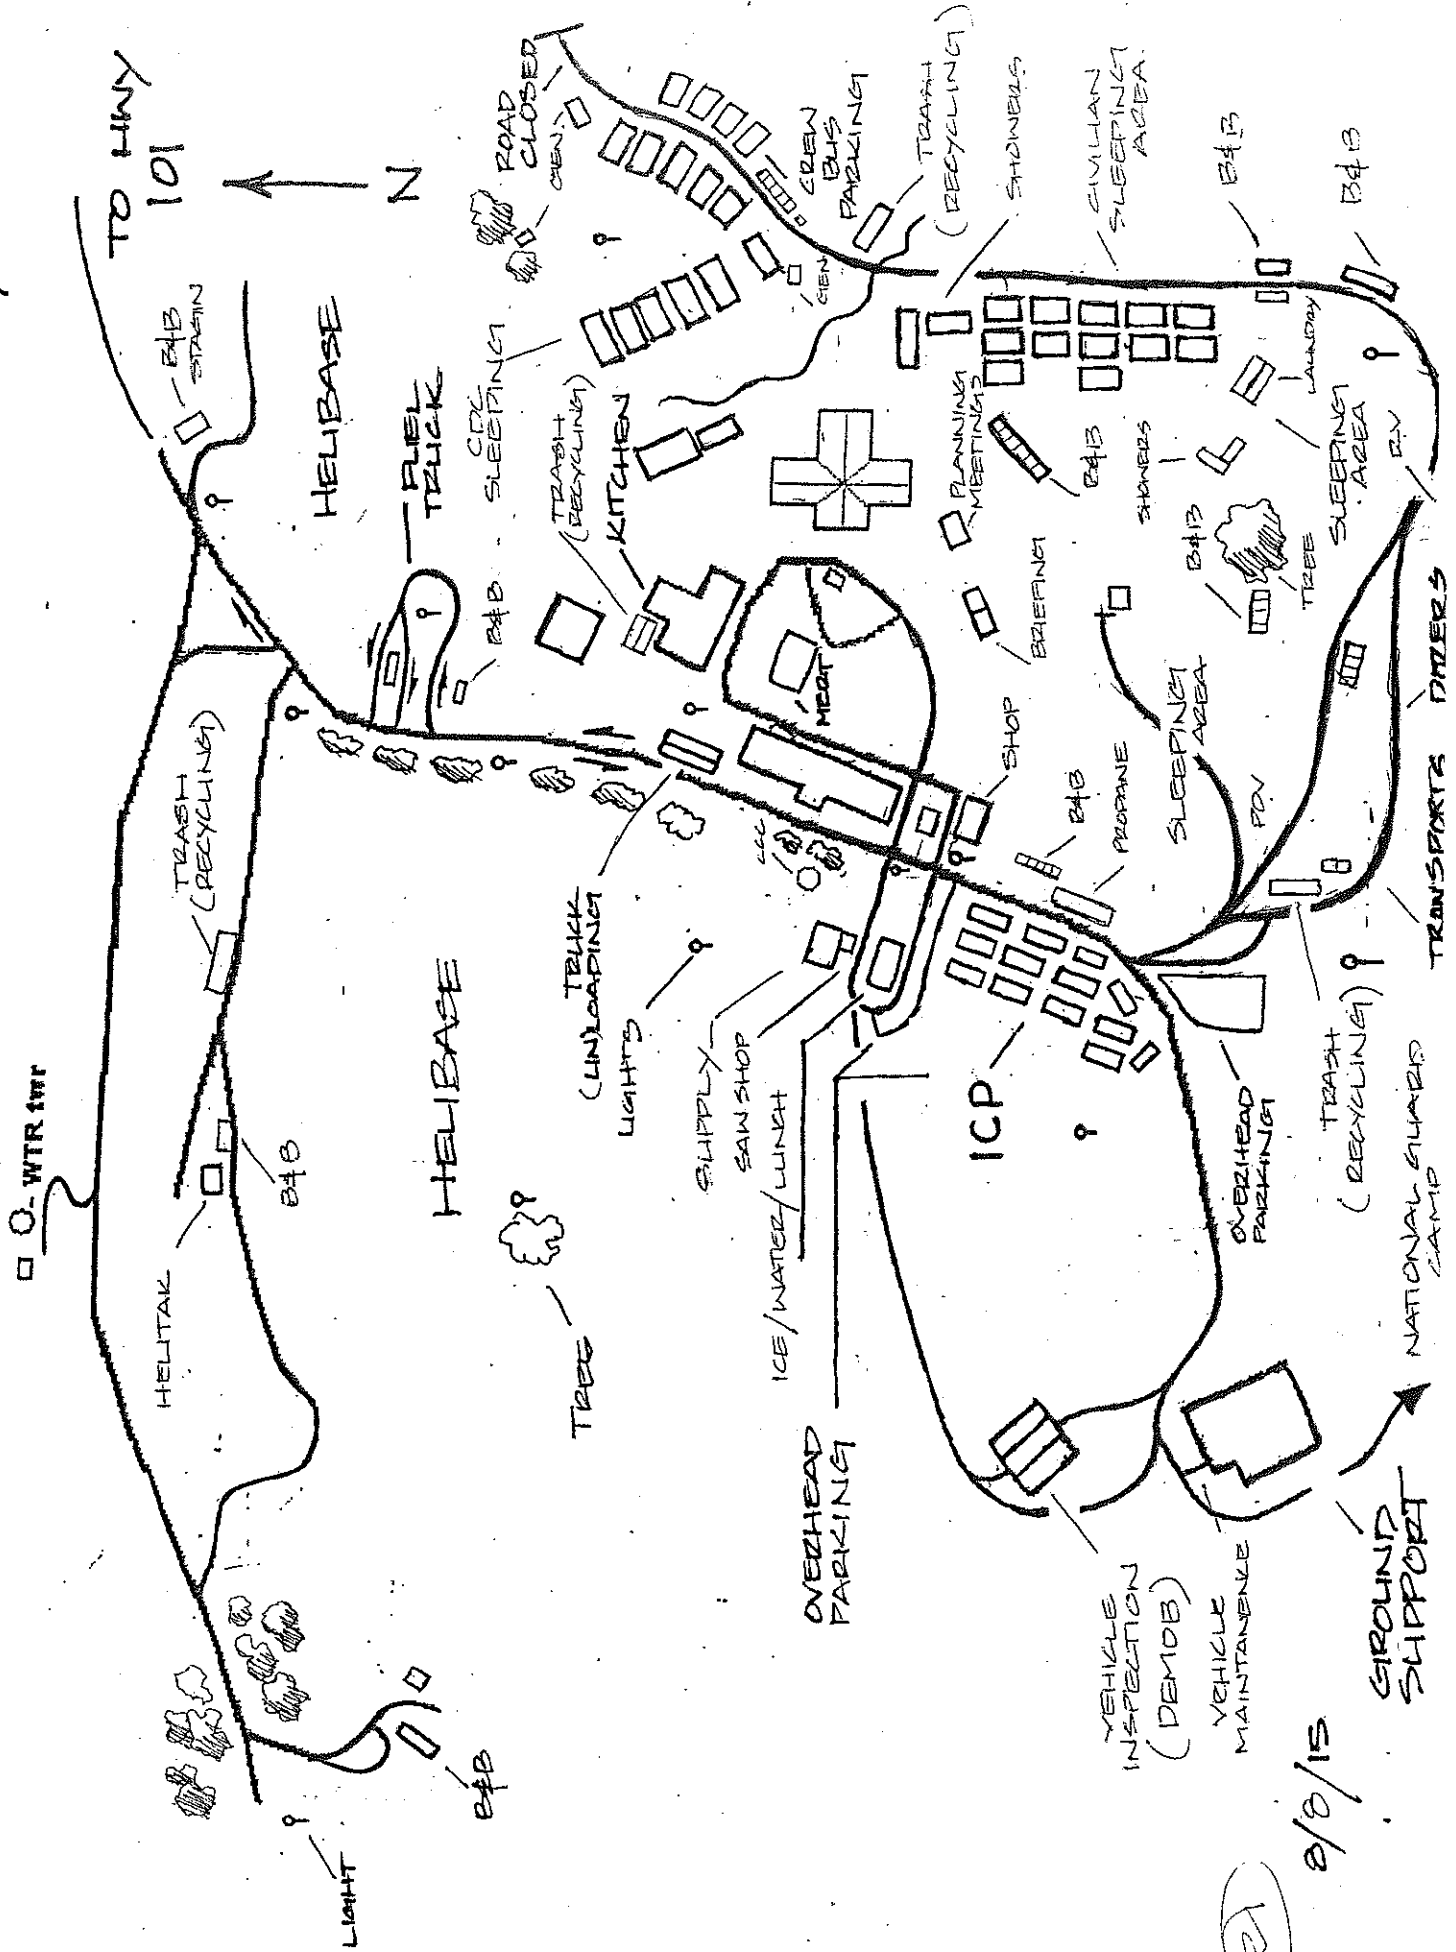 WTR twr
TO HWY
101
N
B&B
STAGIN
HELIBASE
ROAD
CLOSED
GEN.
TRASH
(RECYCLING)
HELITAK
B&B
LIGHT
B&B
HELIBASE
FUEL
TRUCK
B&B
CDC
SLEEPING
TRASH
(RECYCLING)
KITCHEN
GEN
CREW
BUS
PARKING
TRASH
(RECYCLING)
SHOWERS
CIVILIAN
SLEEPING
AREA.
B&B
B&B
TREE
TRUCK
(UN)LOADING
LIGHTS
SUPPLY
SAW SHOP
ICE/WATER/LUNCH
OVERHEAD
PARKING
MERT
PLANNING
MEETINGS
BRIEFING
SHOP
B&B
SHOWERS
LAUNDRY
B&B
TREE
SLEEPING
AREA
RV
ICP
B&B
PROPANE
SLEEPING
AREA
POV
OVERHEAD
PARKING
TRASH
(RECYCLING)
TRANSPORTS
DOZERS
VEHICLE
INSPECTION
(DEMOB)
VEHICLE
MAINTANENCE
GROUND
SUPPORT
NATIONAL GUARD
CAMP
8/8/15